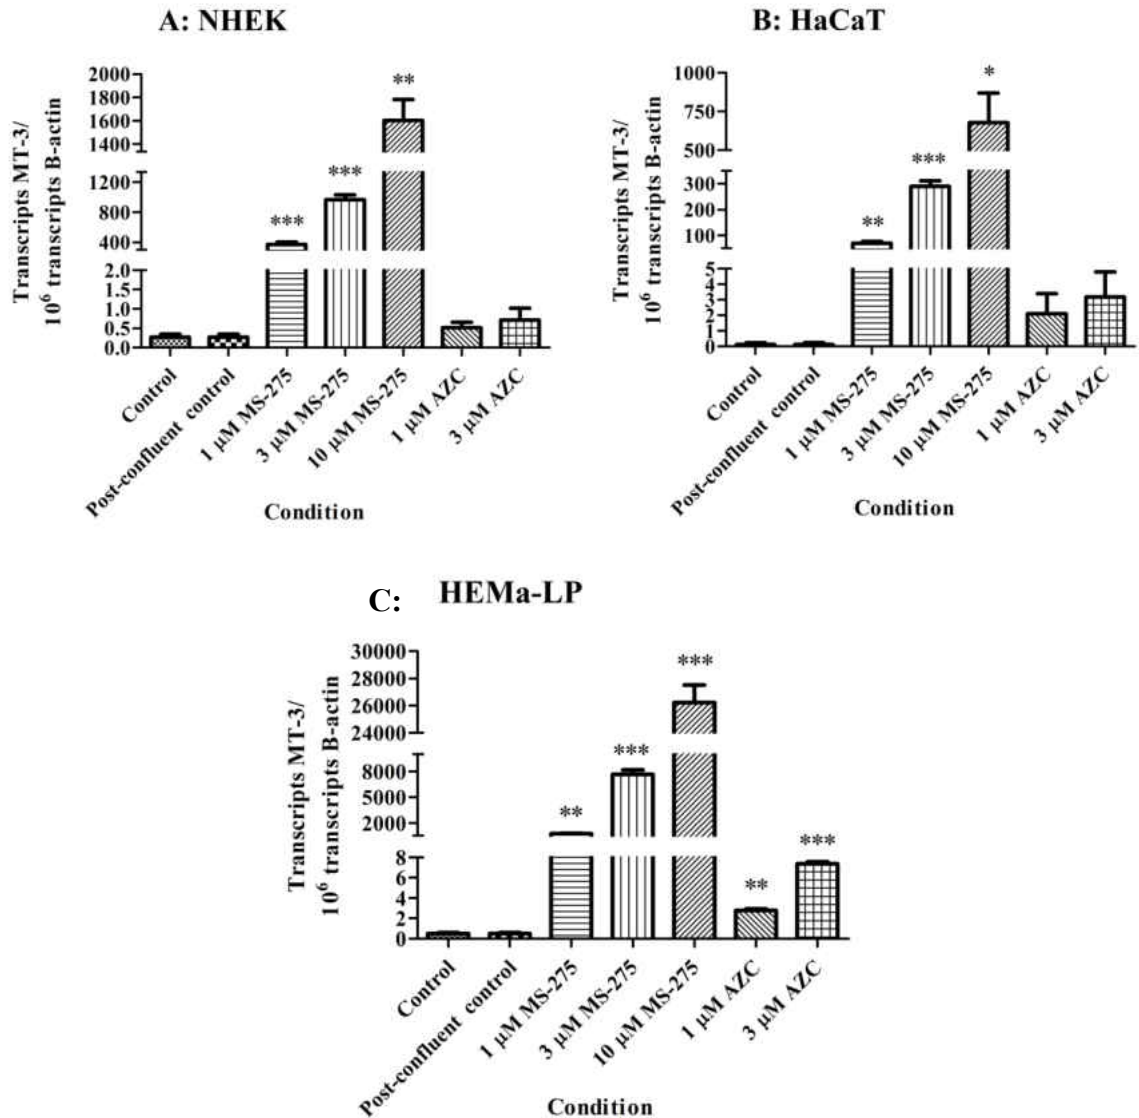 A: NHEK
Transcripts MT-3/
10⁶ transcripts B-actin
2000
1800
1600
1400
1200
800
400
2.0
1.5
1.0
0.5
0.0
***
***
**
Control
Post-confluent control
1 µM MS-275
3 µM MS-275
10 µM MS-275
1 µM AZC
3 µM AZC
Condition
B: HaCaT
Transcripts MT-3/
10⁶ transcripts B-actin
1000
750
500
300
200
100
5
4
3
2
1
0
**
***
*
Control
Post-confluent control
1 µM MS-275
3 µM MS-275
10 µM MS-275
1 µM AZC
3 µM AZC
Condition
C: HEMa-LP
Transcripts MT-3/
10⁶ transcripts B-actin
30000
28000
26000
24000
8000
5000
2000
8
6
4
2
0
**
***
***
**
***
Control
Post-confluent control
1 µM MS-275
3 µM MS-275
10 µM MS-275
1 µM AZC
3 µM AZC
Condition